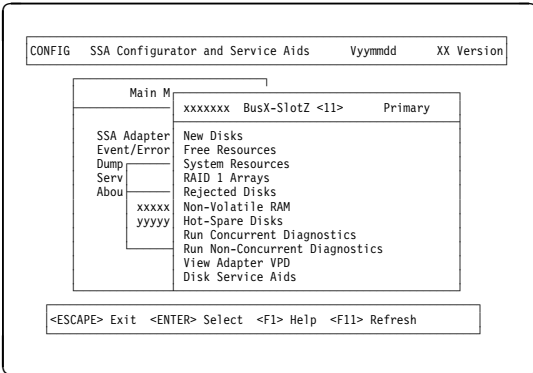 CONFIG SSA Configurator and Service Aids Vyymmdd XX Version
Main M
xxxxxxx BusX-SlotZ <11> Primary
SSA Adapter
Event/Error
Dump
Serv
Abou
xxxxx
yyyyy
New Disks
Free Resources
System Resources
RAID 1 Arrays
Rejected Disks
Non-Volatile RAM
Hot-Spare Disks
Run Concurrent Diagnostics
Run Non-Concurrent Diagnostics
View Adapter VPD
Disk Service Aids
<ESCAPE> Exit <ENTER> Select <F1> Help <F11> Refresh